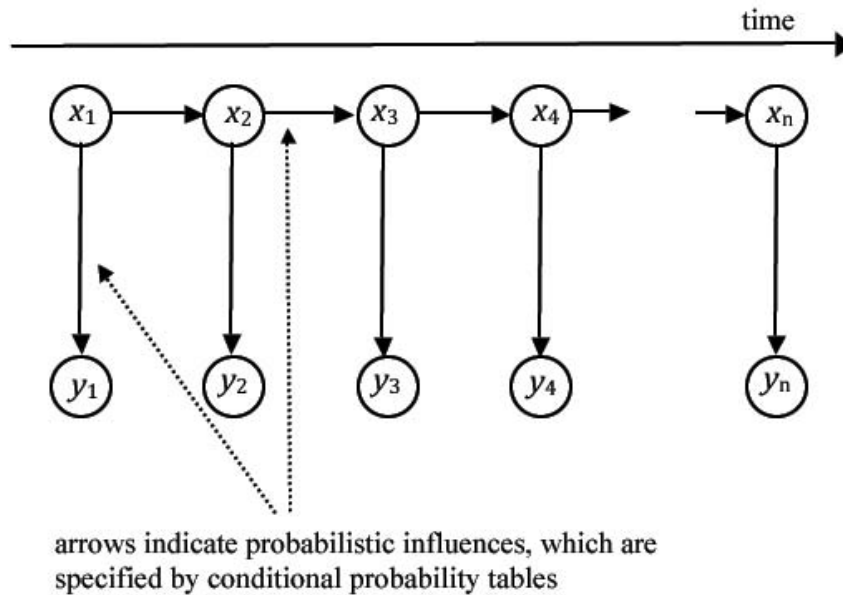 time
x₁ x₂ x₃ x₄ xₙ
y₁ y₂ y₃ y₄ yₙ
arrows indicate probabilistic influences, which are
specified by conditional probability tables